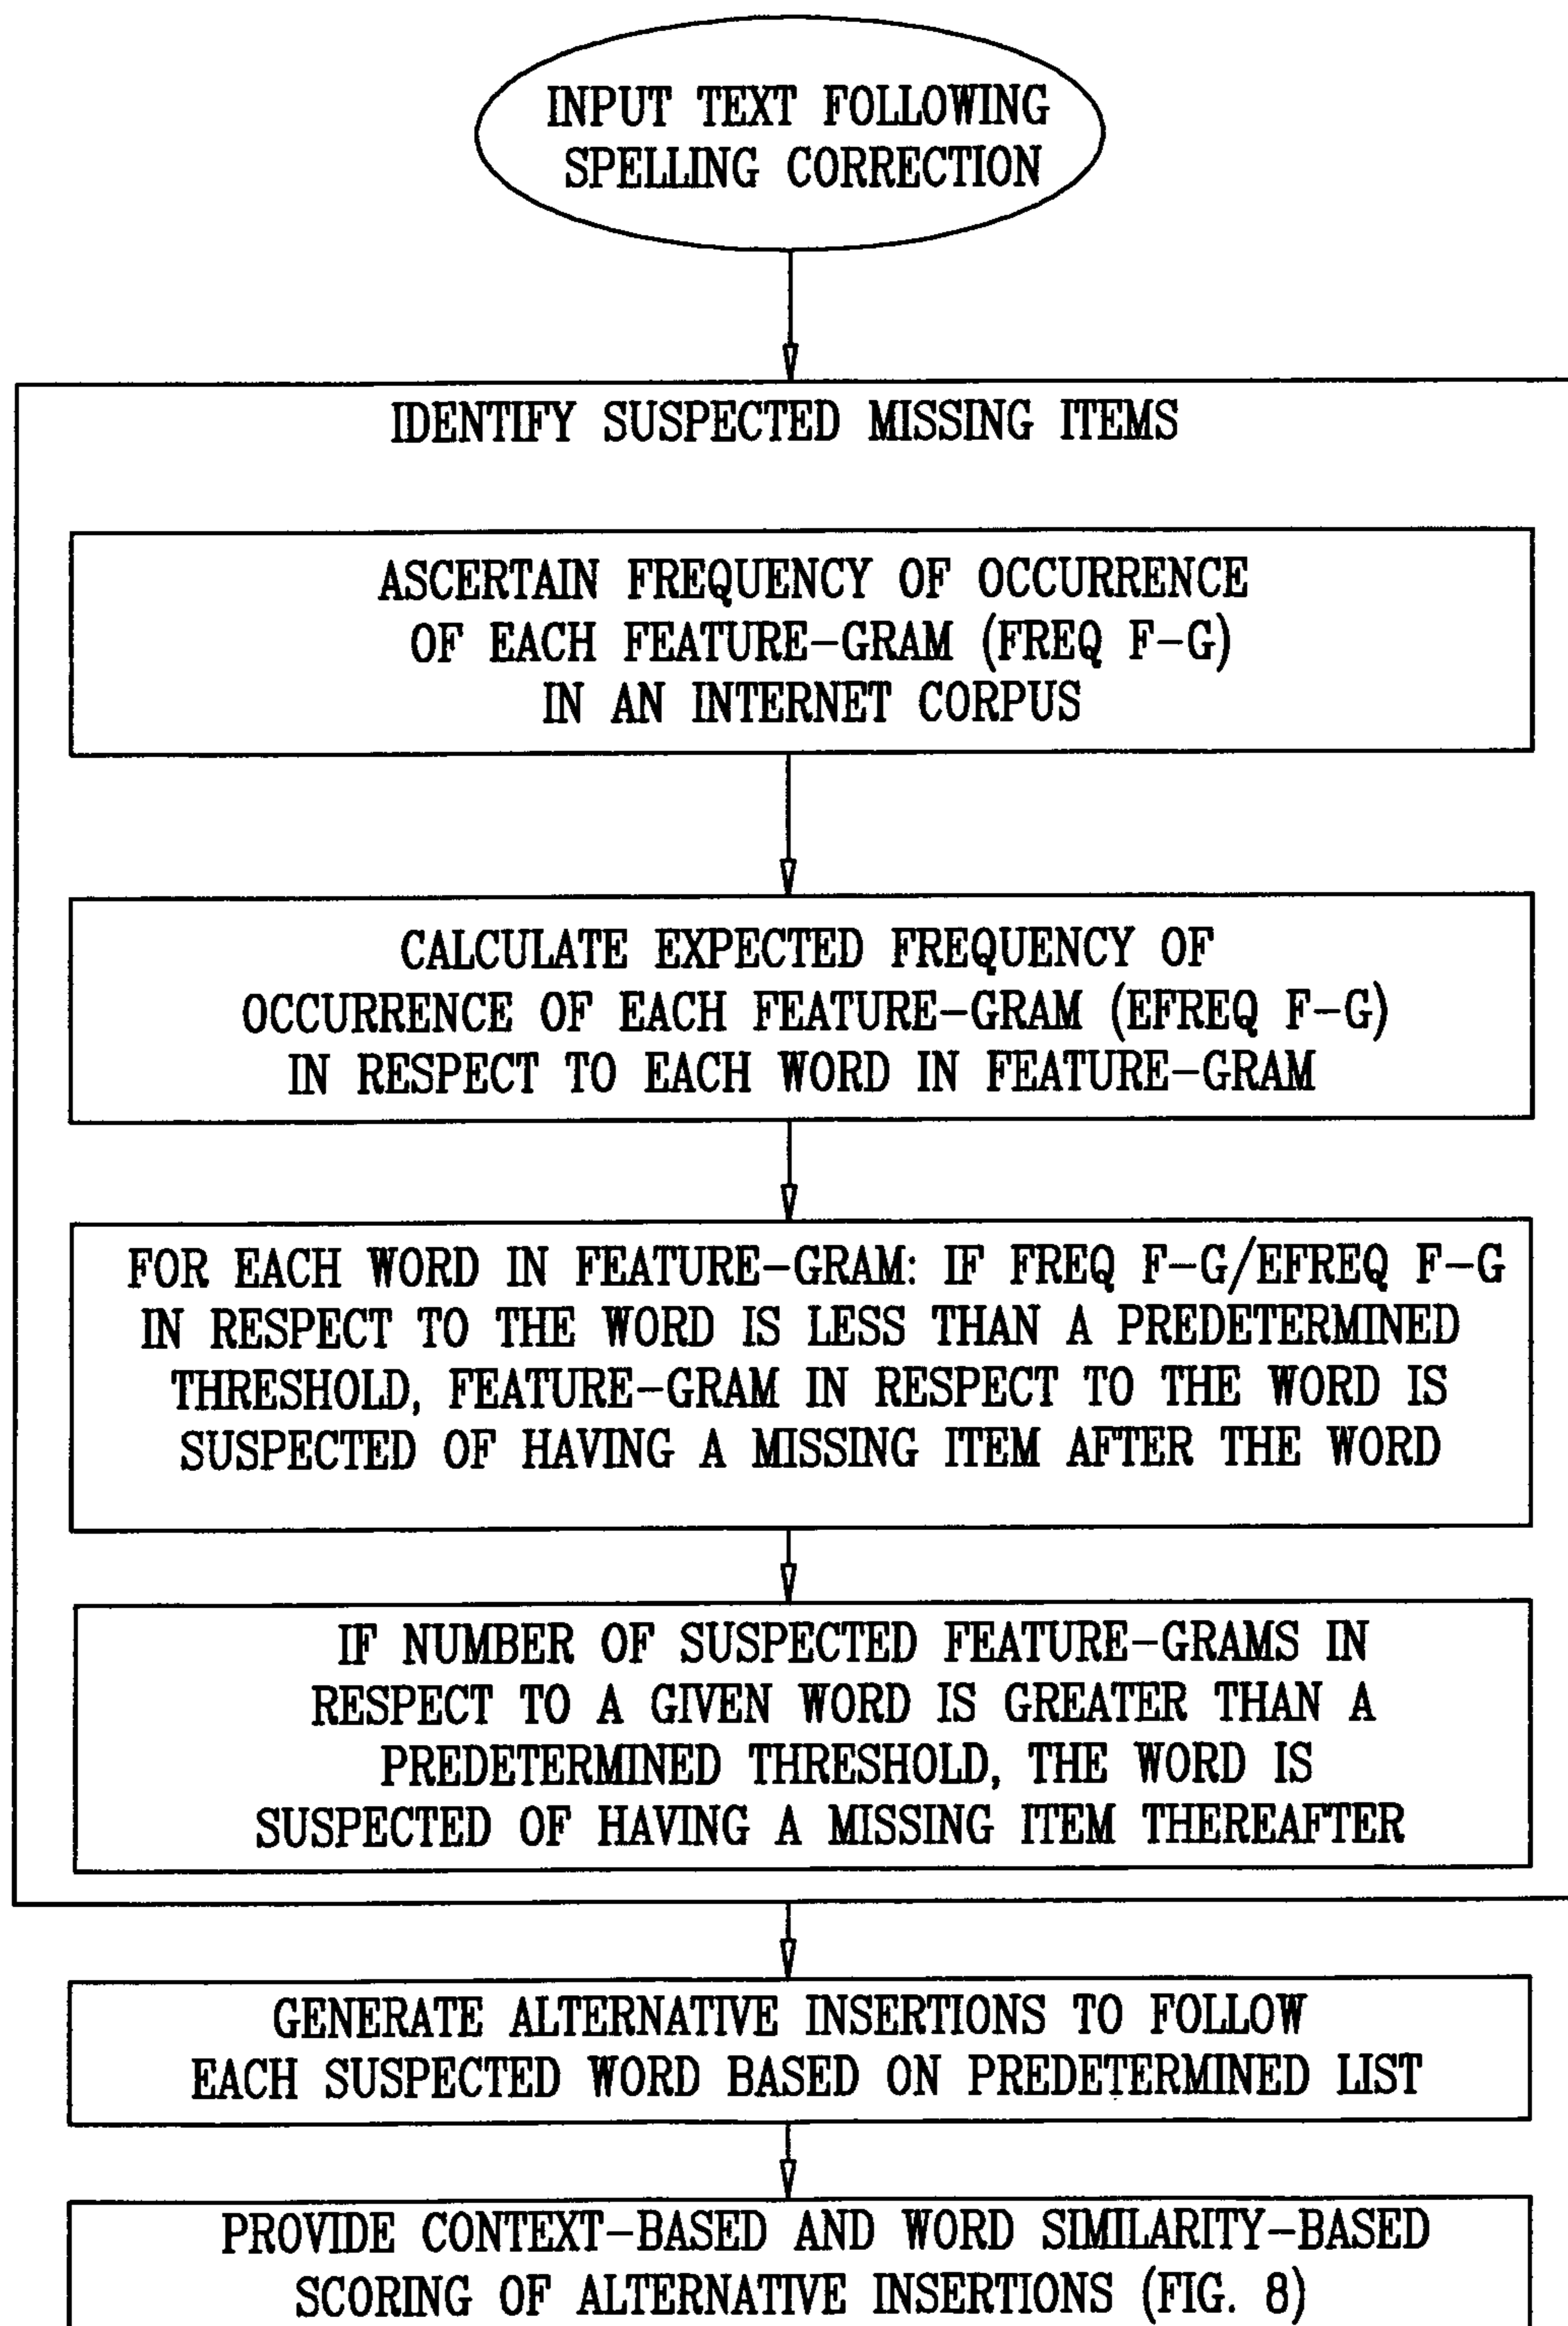 INPUT TEXT FOLLOWING
SPELLING CORRECTION
IDENTIFY SUSPECTED MISSING ITEMS
ASCERTAIN FREQUENCY OF OCCURRENCE
OF EACH FEATURE-GRAM (FREQ F-G)
IN AN INTERNET CORPUS
CALCULATE EXPECTED FREQUENCY OF
OCCURRENCE OF EACH FEATURE-GRAM (EFREQ F-G)
IN RESPECT TO EACH WORD IN FEATURE-GRAM
FOR EACH WORD IN FEATURE-GRAM: IF FREQ F-G/EFREQ F-G
IN RESPECT TO THE WORD IS LESS THAN A PREDETERMINED
THRESHOLD, FEATURE-GRAM IN RESPECT TO THE WORD IS
SUSPECTED OF HAVING A MISSING ITEM AFTER THE WORD
IF NUMBER OF SUSPECTED FEATURE-GRAMS IN
RESPECT TO A GIVEN WORD IS GREATER THAN A
PREDETERMINED THRESHOLD, THE WORD IS
SUSPECTED OF HAVING A MISSING ITEM THEREAFTER
GENERATE ALTERNATIVE INSERTIONS TO FOLLOW
EACH SUSPECTED WORD BASED ON PREDETERMINED LIST
PROVIDE CONTEXT-BASED AND WORD SIMILARITY-BASED
SCORING OF ALTERNATIVE INSERTIONS (FIG. 8)